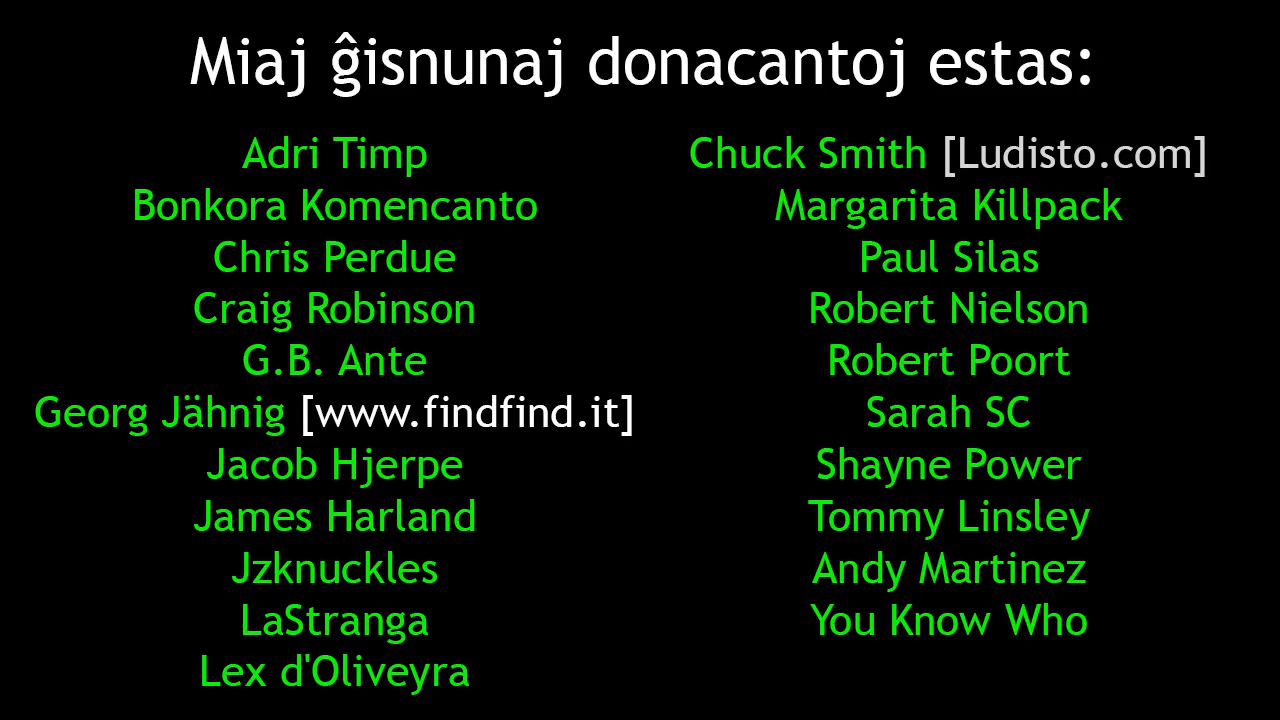 Miaj ĝisnunaj donacantoj estas:
Adri Timp
Bonkora Komencanto
Chris Perdue
Craig Robinson
G.B. Ante
Georg Jähnig [www.findfind.it]
Jacob Hjerpe
James Harland
Jzknuckles
LaStranga
Lex d'Oliveyra
Chuck Smith [Ludisto.com]
Margarita Killpack
Paul Silas
Robert Nielson
Robert Poort
Sarah SC
Shayne Power
Tommy Linsley
Andy Martinez
You Know Who